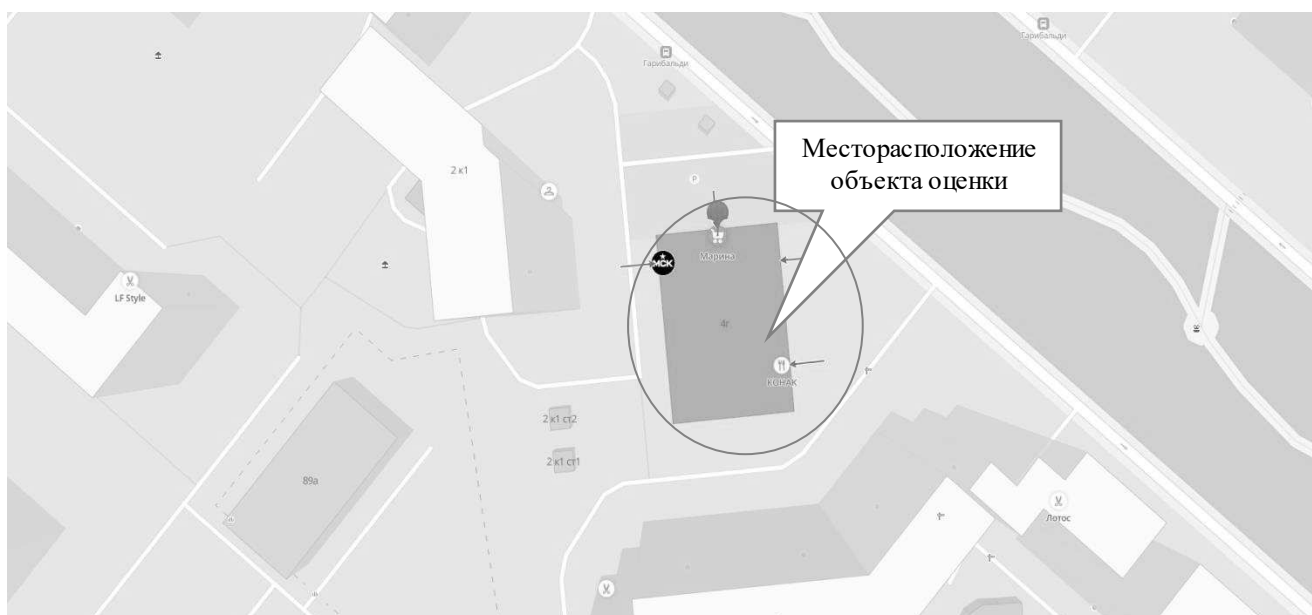 Гарибальди
Гарибальди
Месторасположение
объекта оценки
2 к1
P
МСК
Марина
LF Style
4г
КОНАК
2 к1 ст2
2 к1 ст1
89а
Лотос